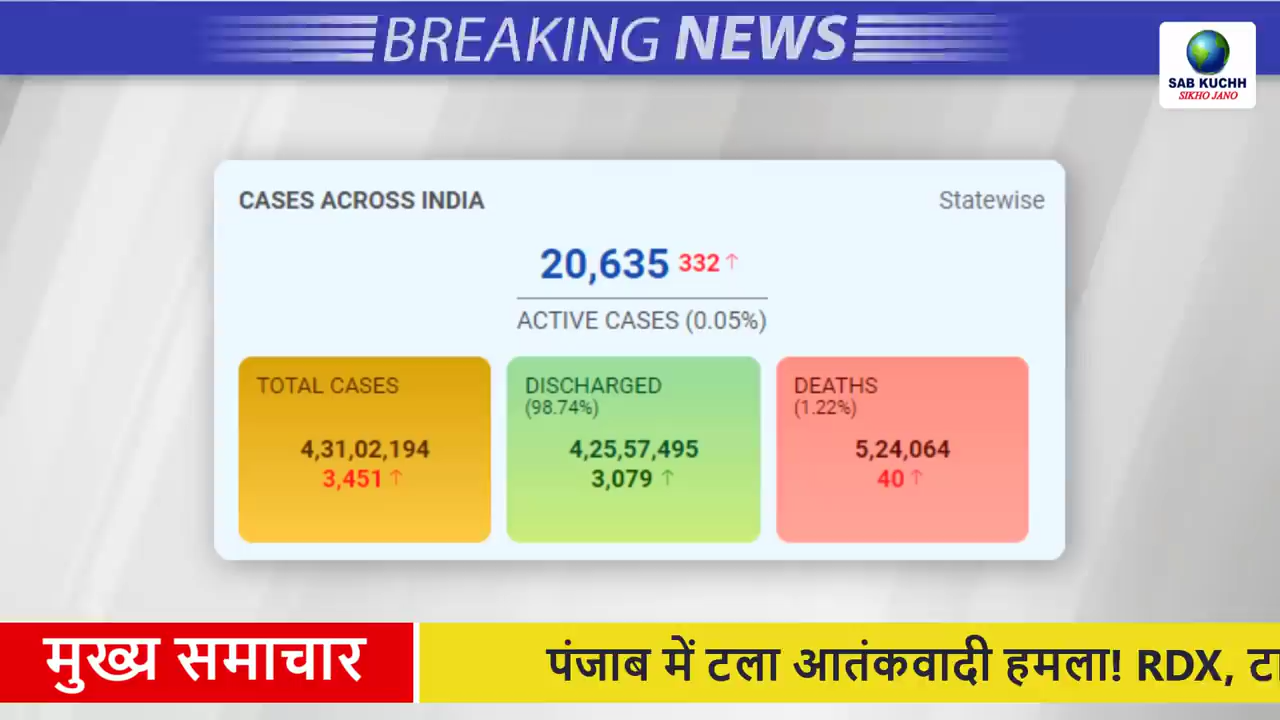 BREAKING NEWS
SAB KUCHH
SIKHO JANO
CASES ACROSS INDIA
Statewise
20,635 332 ↑
ACTIVE CASES (0.05%)
TOTAL CASES
4,31,02,194
3,451 ↑
DISCHARGED
(98.74%)
4,25,57,495
3,079 ↑
DEATHS
(1.22%)
5,24,064
40 ↑
मुख्य समाचार
पंजाब में टला आतंकवादी हमला! RDX,